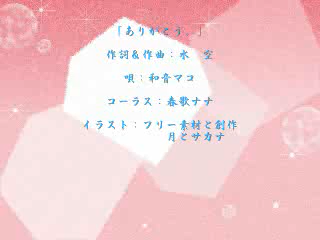 「ありがとう。」
作詞&作曲：水　空
唄：和音マコ
コーラス：春歌ナナ
イラスト：フリー素材と創作
月とサカナ